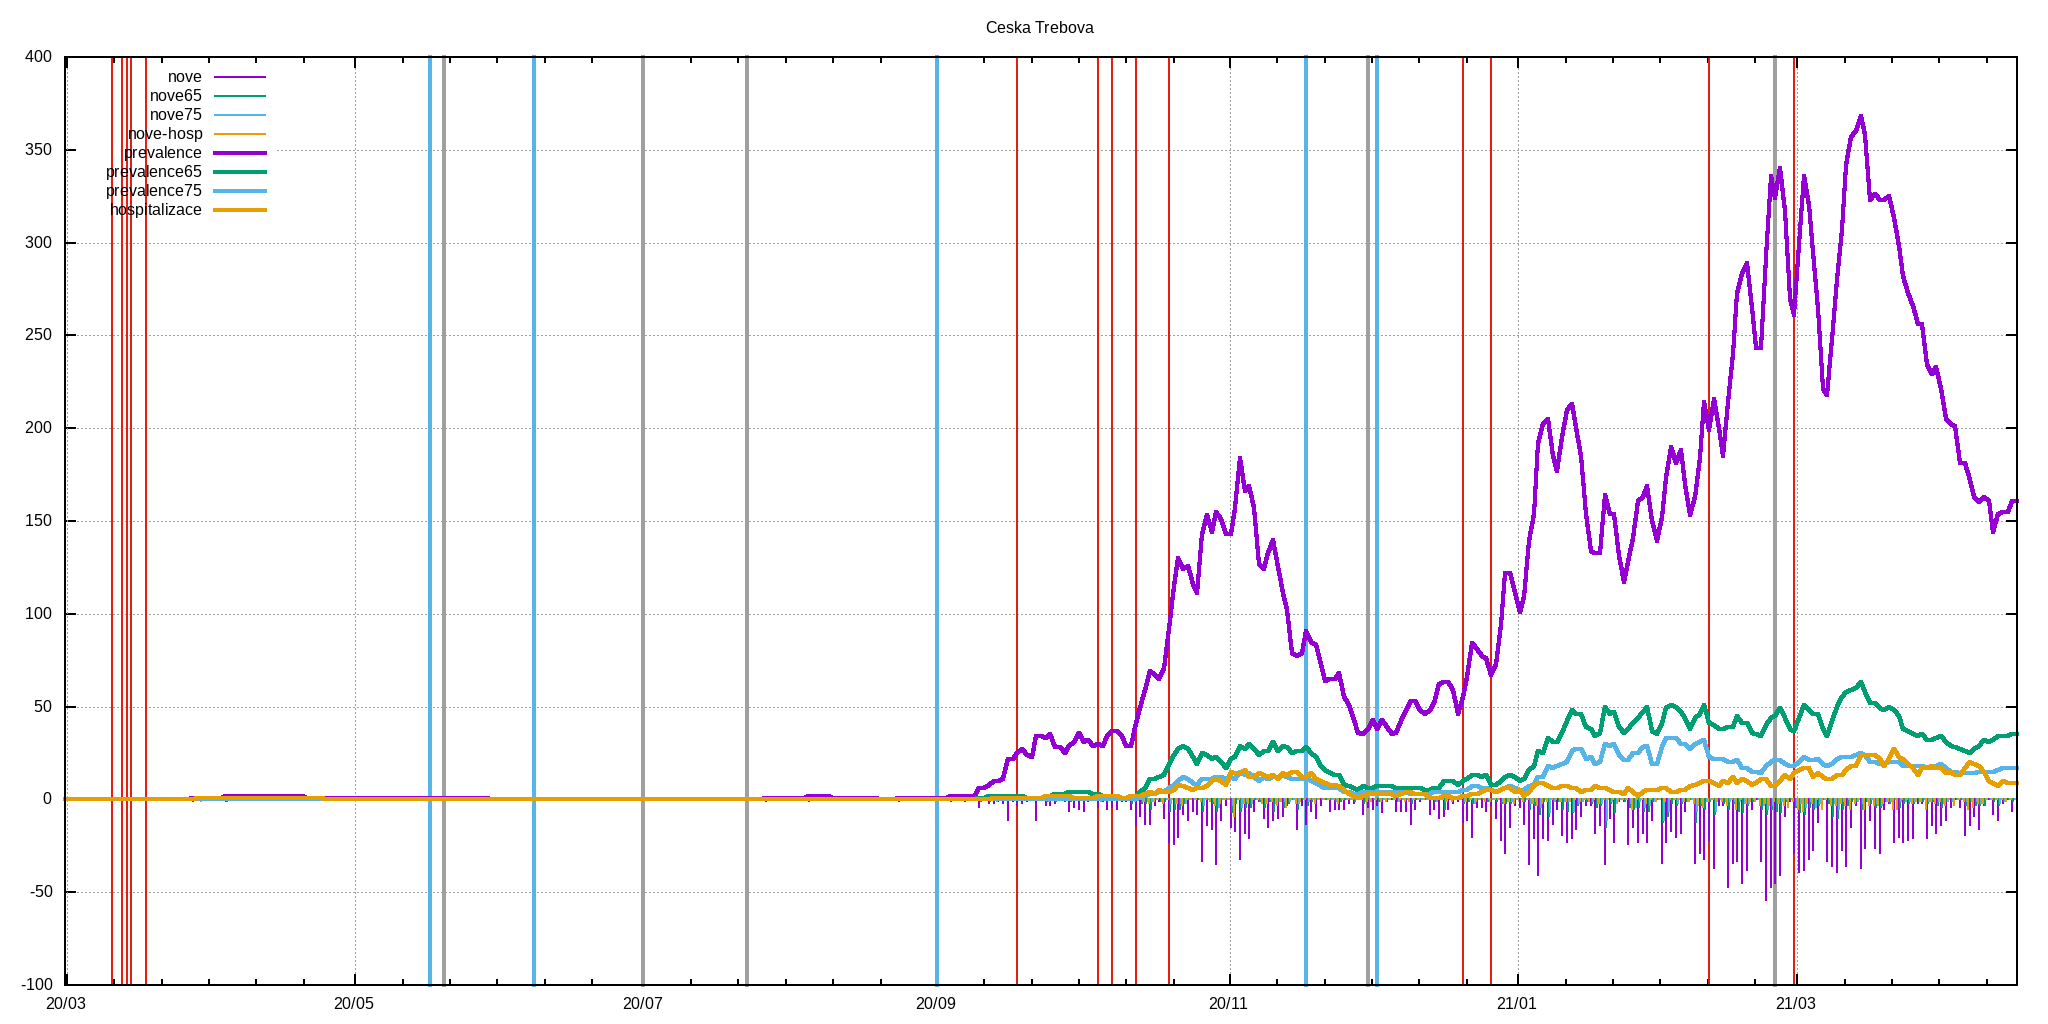 Ceska Trebova
400
350
300
250
200
150
100
50
0
-50
-100
nove
nove65
nove75
nove-hosp
prevalence
prevalence65
prevalence75
hospitalizace
20/03
20/05
20/07
20/09
20/11
21/01
21/03